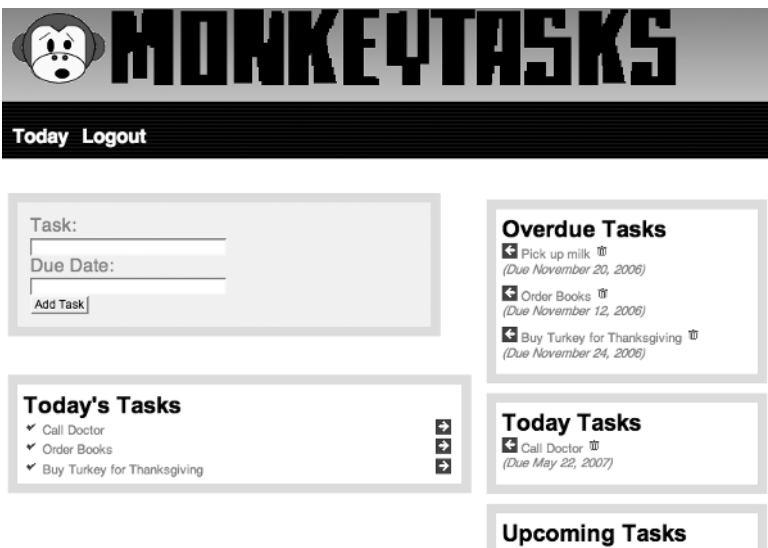 MONKEYTASKS
Today Logout
Task:
Due Date:
Add Task
Today's Tasks
Call Doctor
Order Books
Buy Turkey for Thanksgiving
Overdue Tasks
Pick up milk
(Due November 20, 2006)
Order Books
(Due November 12, 2006)
Buy Turkey for Thanksgiving
(Due November 24, 2006)
Today Tasks
Call Doctor
(Due May 22, 2007)
Upcoming Tasks